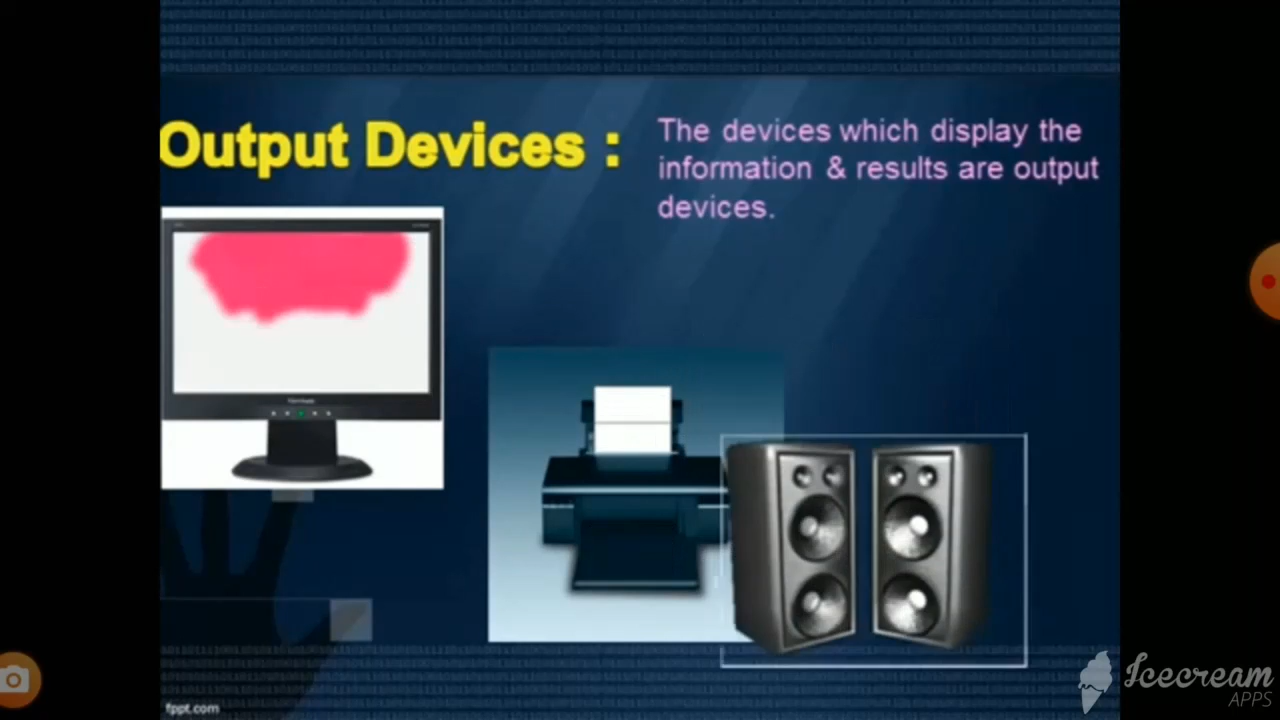 Output Devices :
The devices which display the
information & results are output
devices.
fppt.com
Icecream
APPS